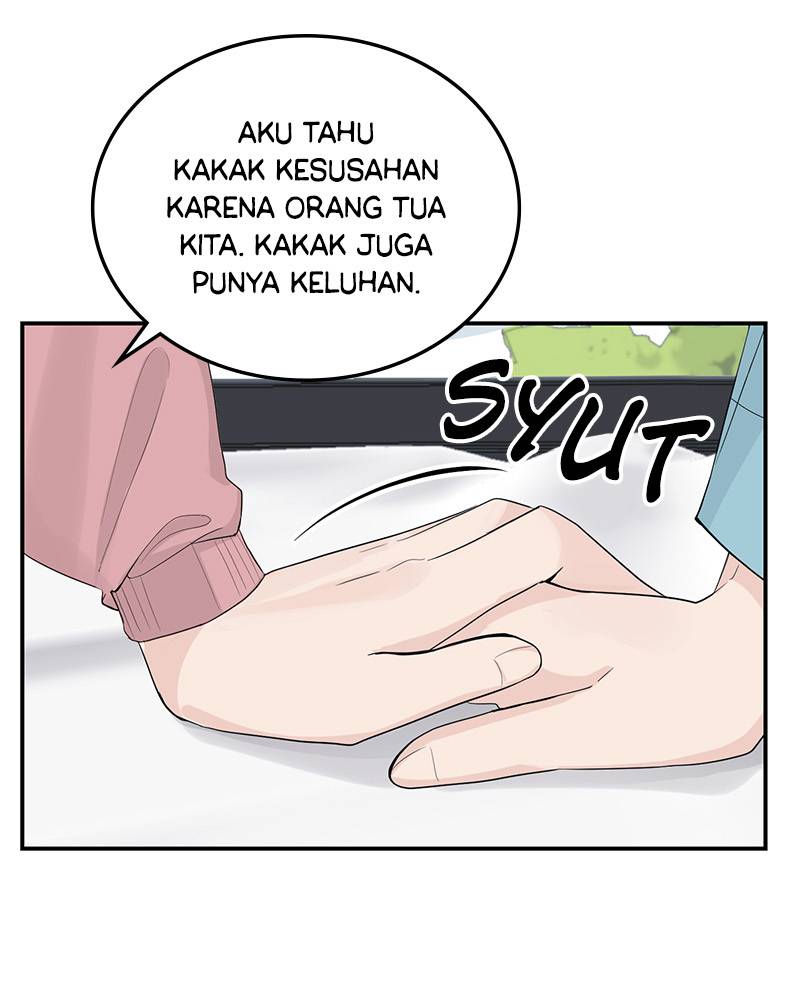 AKU TAHU
KAKAK KESUSAHAN
KARENA ORANG TUA
KITA. KAKAK JUGA
PUNYA KELUHAN.
SYUT